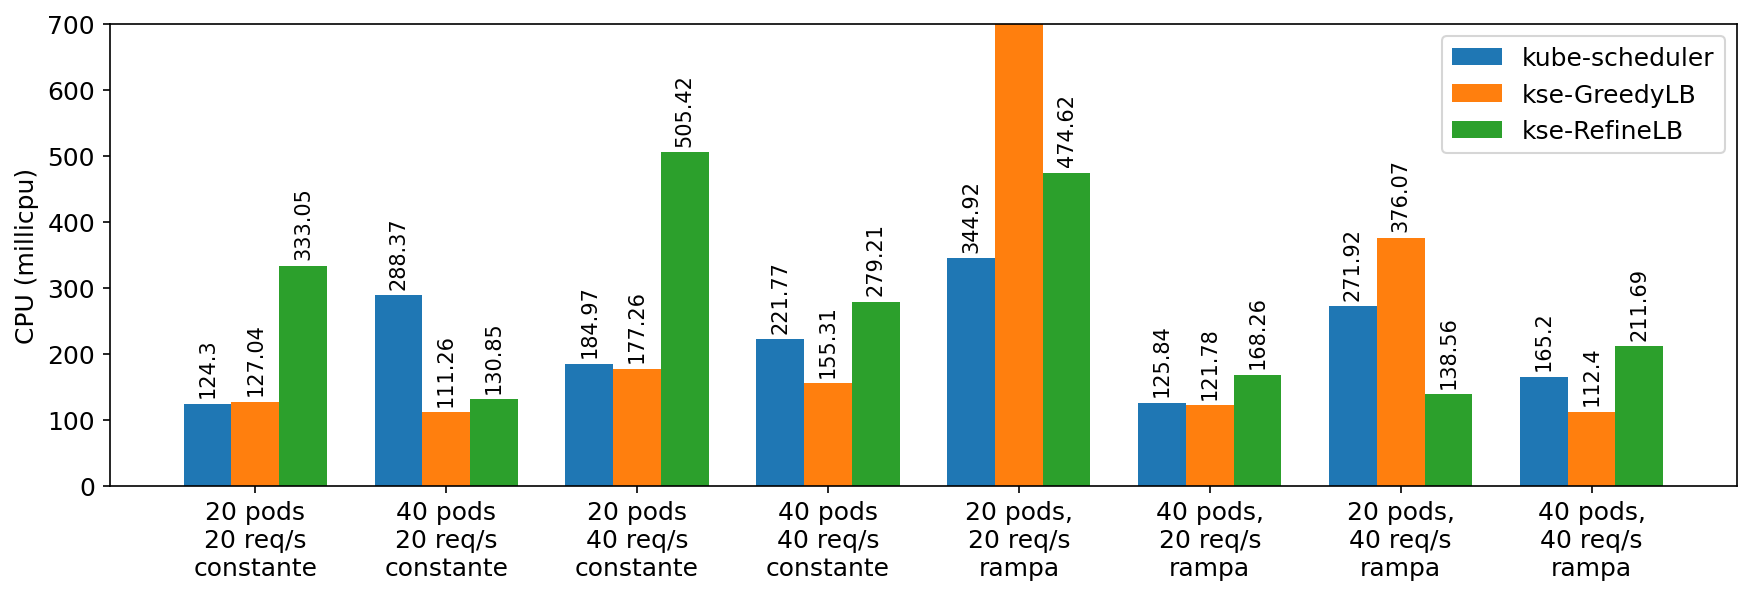 700
600
500
400
300
200
100
0
CPU (millicpu)
kube-scheduler
kse-GreedyLB
kse-RefineLB
124.3
127.04
333.05
288.37
111.26
130.85
184.97
177.26
505.42
221.77
155.31
279.21
344.92
474.62
125.84
121.78
168.26
271.92
376.07
138.56
165.2
112.4
211.69
20 pods
20 req/s
constante
40 pods
20 req/s
constante
20 pods
40 req/s
constante
40 pods
40 req/s
constante
20 pods,
20 req/s
rampa
40 pods,
20 req/s
rampa
20 pods,
40 req/s
rampa
40 pods,
40 req/s
rampa